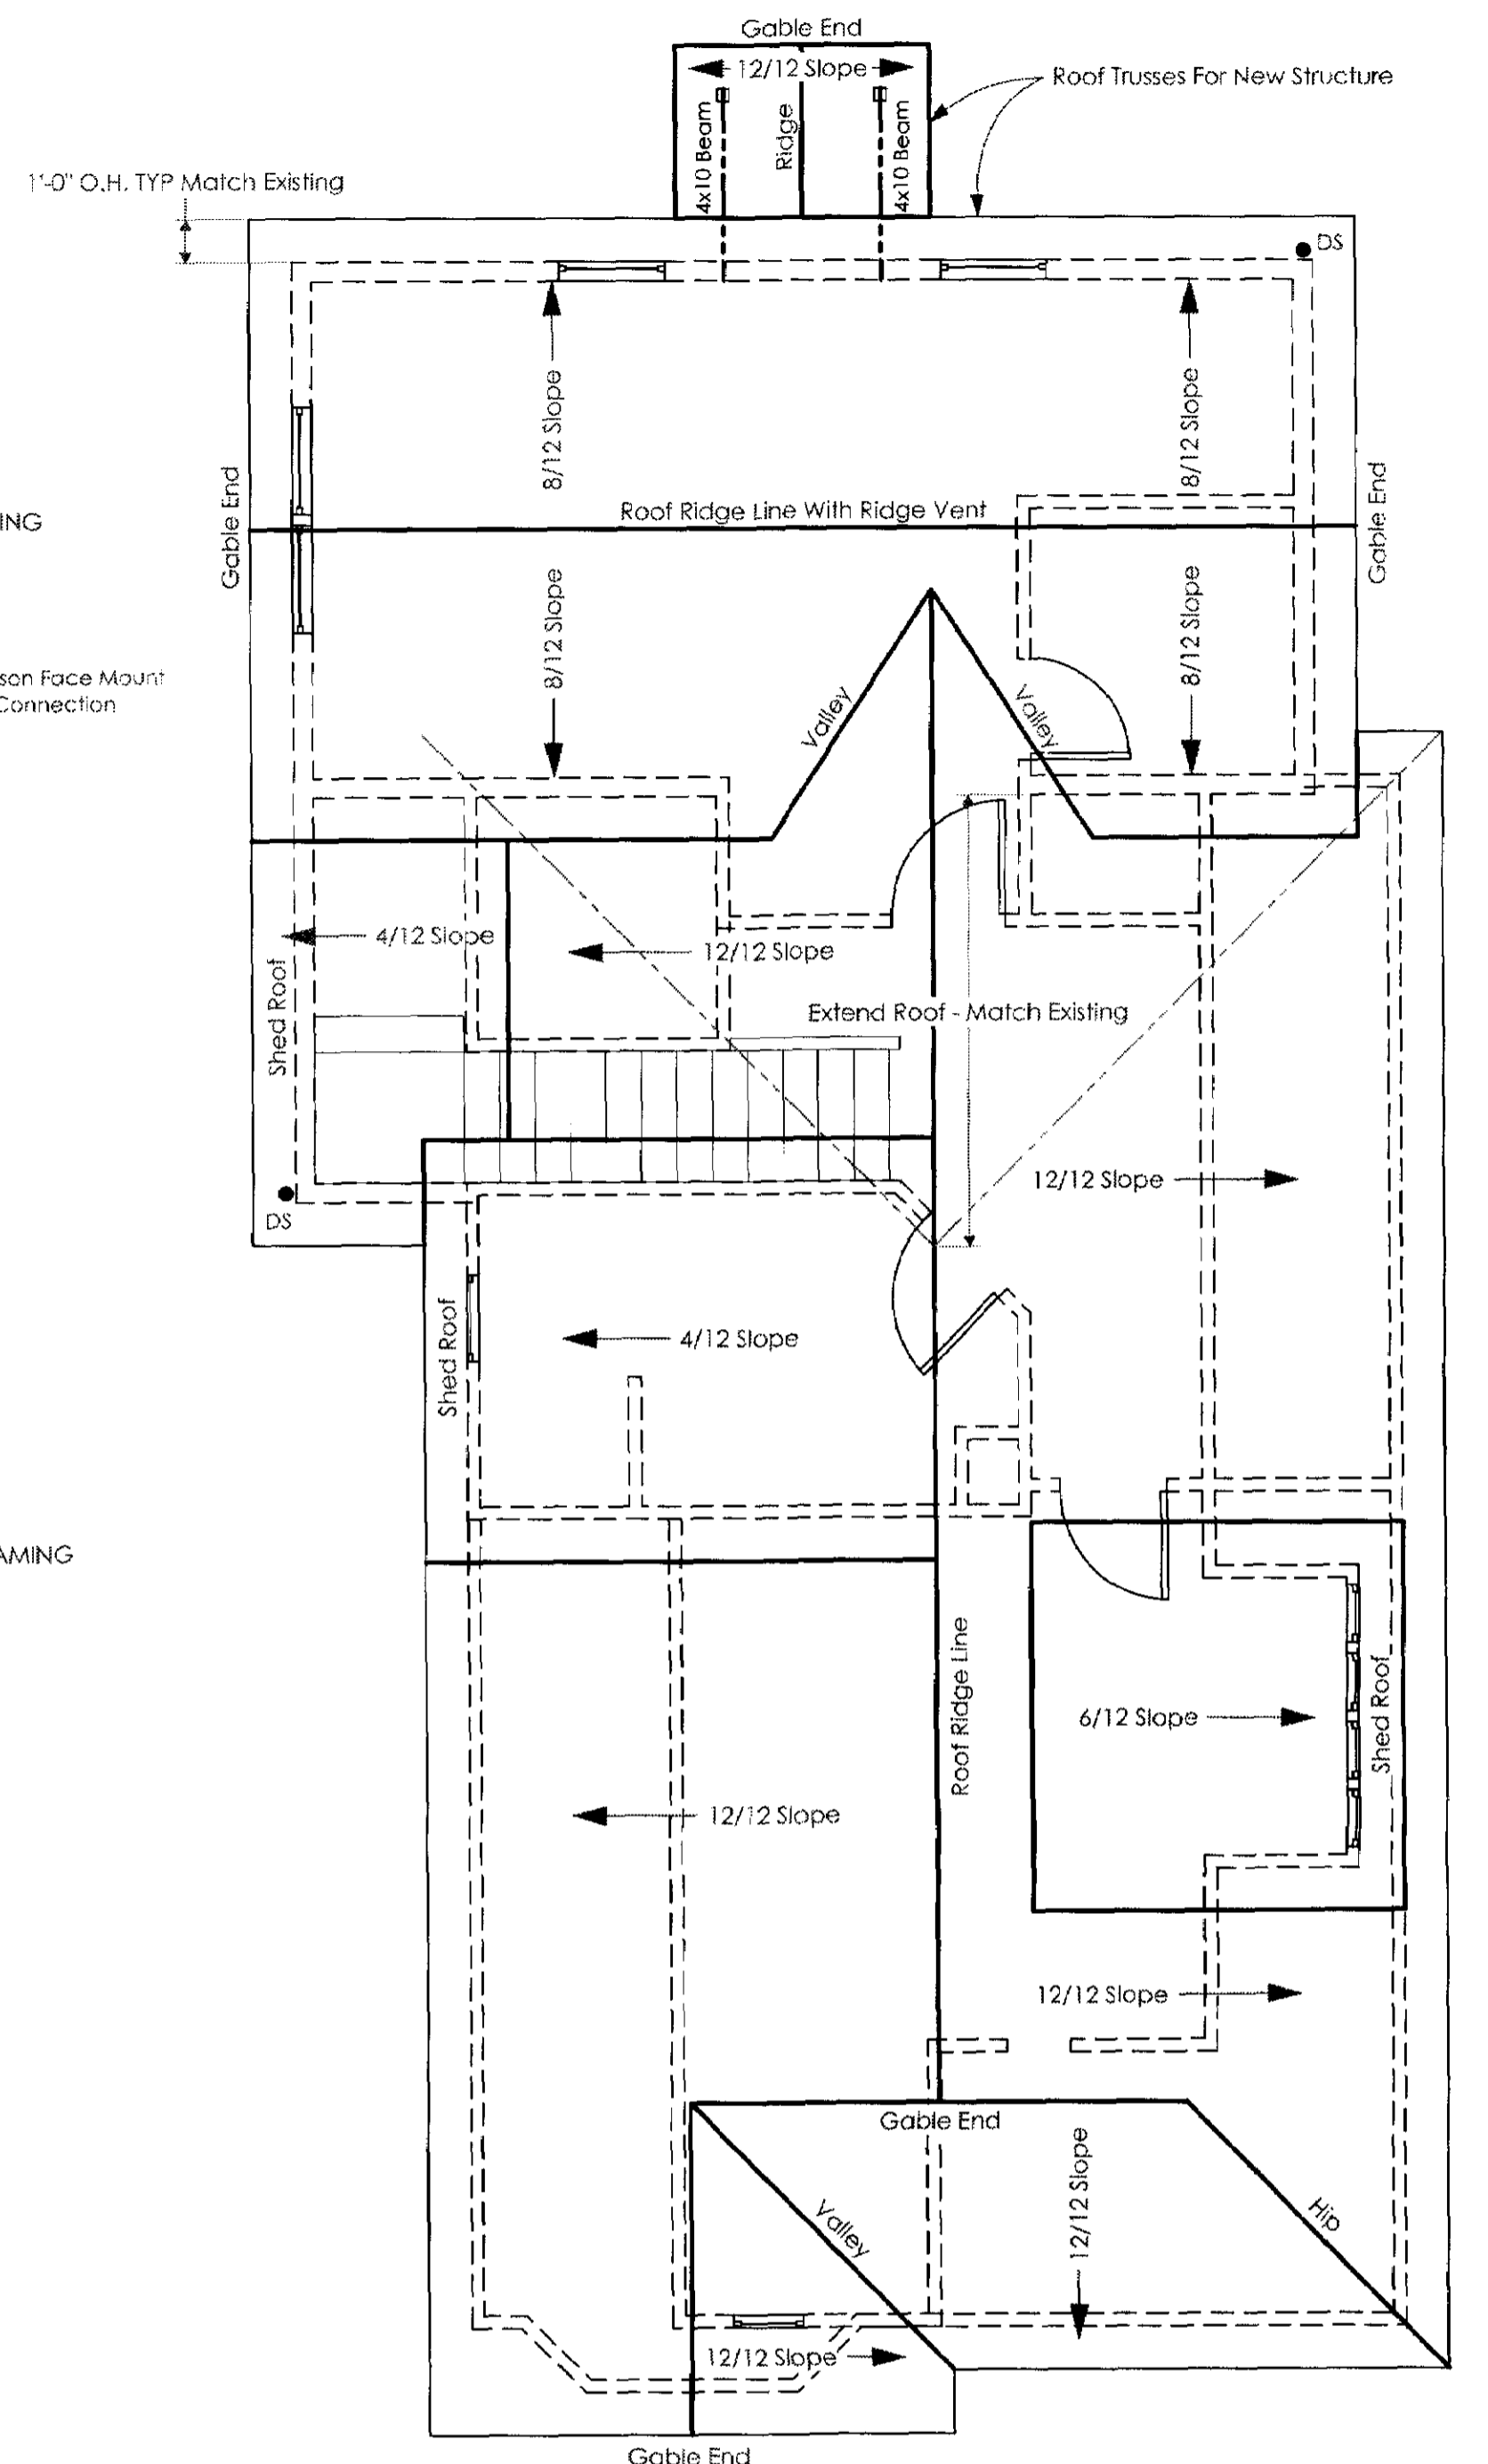 Gable End
12/12 Slope
Roof Trusses For New Structure
4x10 Beam
Ridge
4x10 Beam
1'-0" O.H. TYP Match Existing
DS
8/12 Slope
8/12 Slope
Gable End
Roof Ridge Line With Ridge Vent
Gable End
ING
8/12 Slope
8/12 Slope
son Face Mount
Connection
Valley
Valley
4/12 Slope
12/12 Slope
Shed Roof
Extend Roof - Match Existing
12/12 Slope
DS
Shed Roof
4/12 Slope
AMING
Roof Ridge Line
6/12 Slope
Shed Roof
12/12 Slope
12/12 Slope
Gable End
12/12 Slope
Valley
Hip
12/12 Slope
Gable End